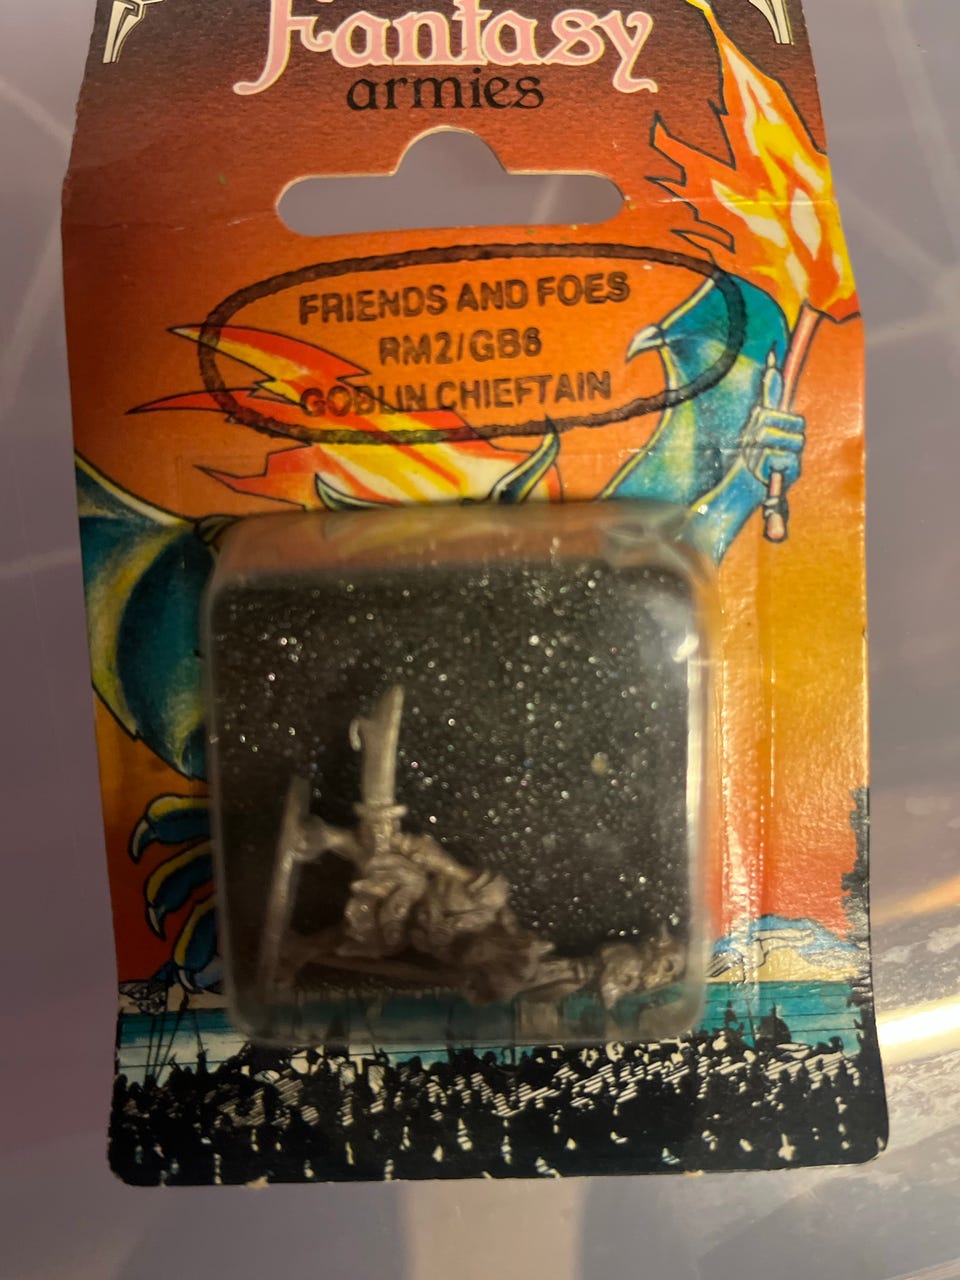 Fantasy
armies
FRIENDS AND FOES
RM2/GB6
GOBLIN CHIEFTAIN